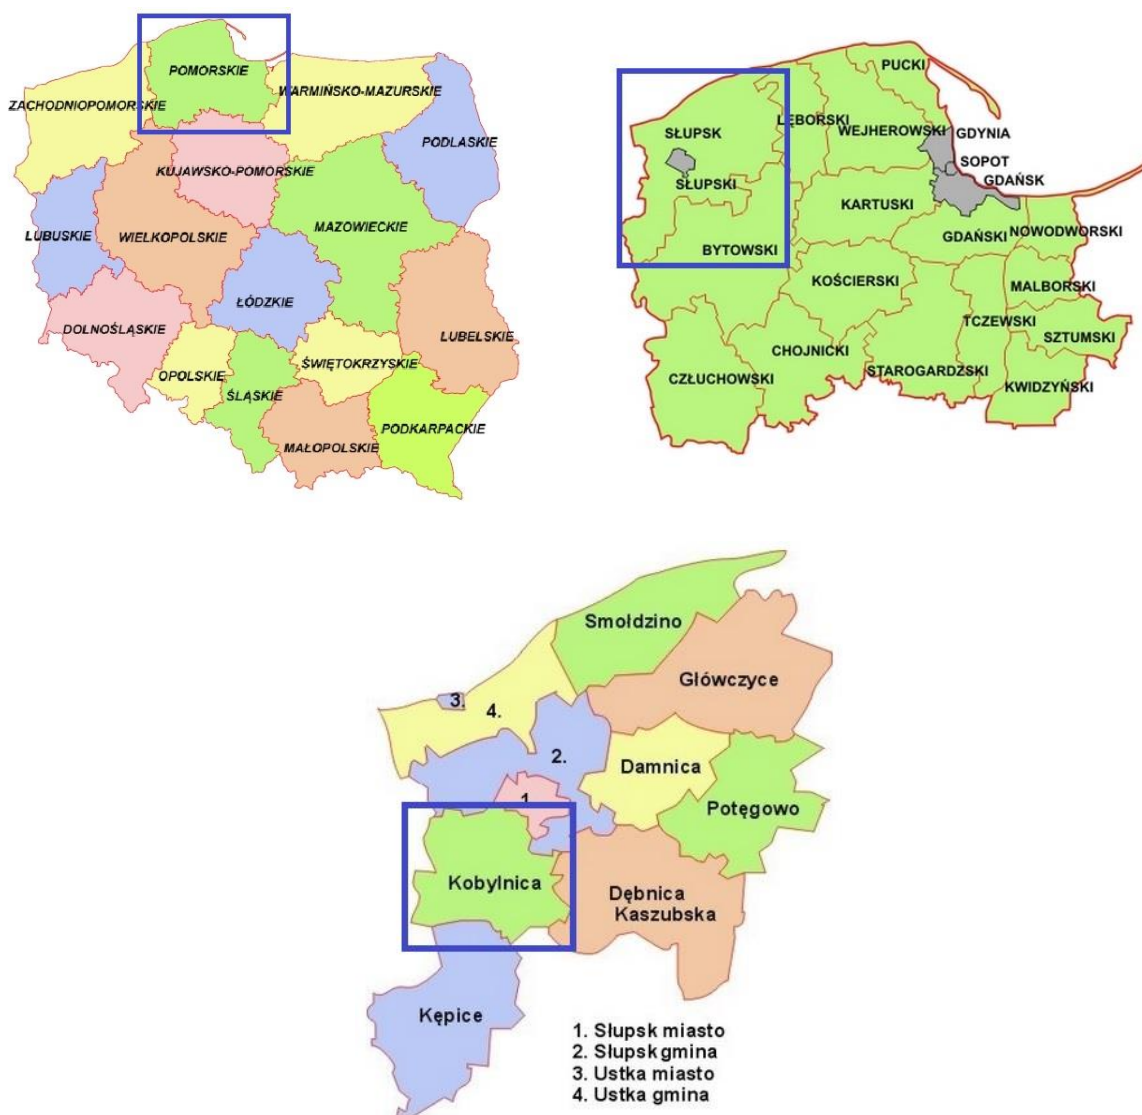 POMORSKIE
ZACHODNIOPOMORSKIE
WARMIŃSKO-MAZURSKIE
PODLASKIE
KUJAWSKO-POMORSKIE
LUBUSKIE
WIELKOPOLSKIE
MAZOWIECKIE
ŁÓDZKIE
DOLNOŚLĄSKIE
LUBELSKIE
OPOLSKIE
ŚWIĘTOKRZYSKIE
ŚLĄSKIE
MAŁOPOLSKIE
PODKARPACKIE
PUCKI
SŁUPSK
LĘBORSKI
WEJHEROWSKI
GDYNIA
SOPOT
GDAŃSK
SŁUPSKI
KARTUSKI
GDAŃSKI
NOWODWORSKI
BYTOWSKI
KOŚCIERSKI
MALBORSKI
TCZEWSKI
SZTUMSKI
CHOJNICKI
CZŁUCHOWSKI
STAROGARDZSKI
KWIDZYŃSKI
Smołdzino
Główczyce
3.
4.
2.
Damnica
1.
Potęgowo
Kobylnica
Dębnica
Kaszubska
Kępice
1. Słupsk miasto
2. Słupsk gmina
3. Ustka miasto
4. Ustka gmina